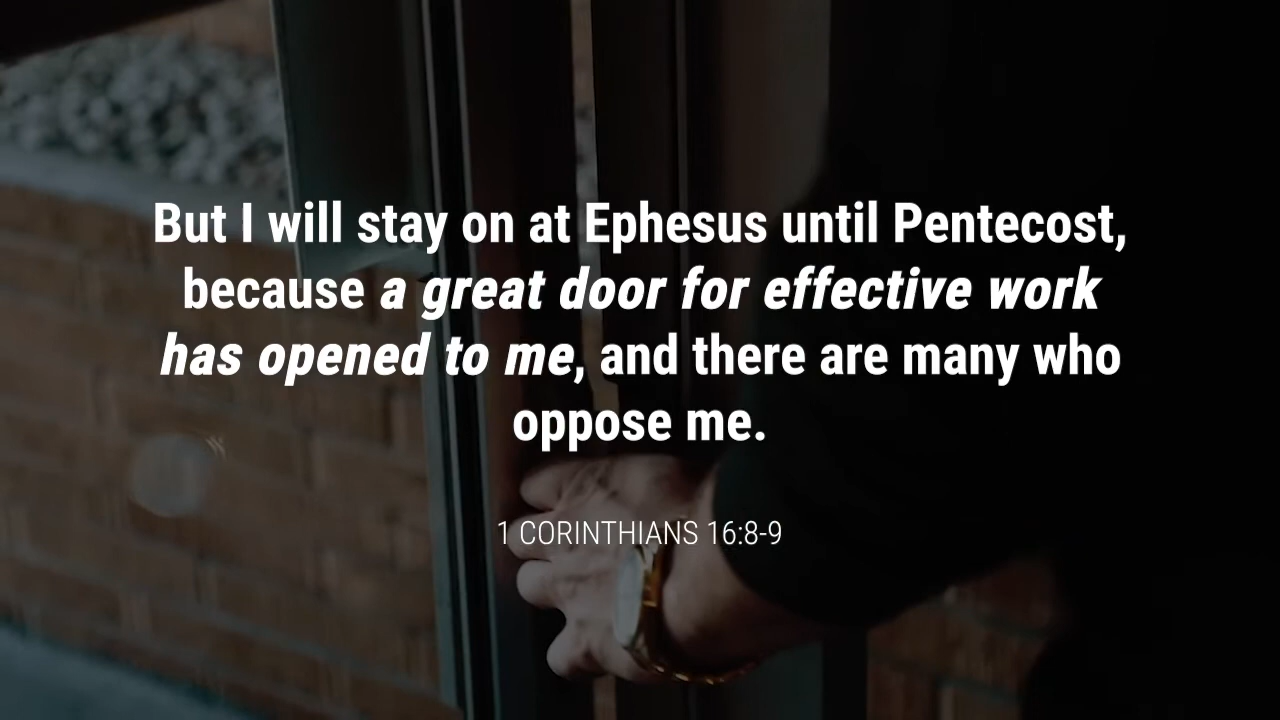 But I will stay on at Ephesus until Pentecost,
because a great door for effective work
has opened to me, and there are many who
oppose me.
1 CORINTHIANS 16:8-9